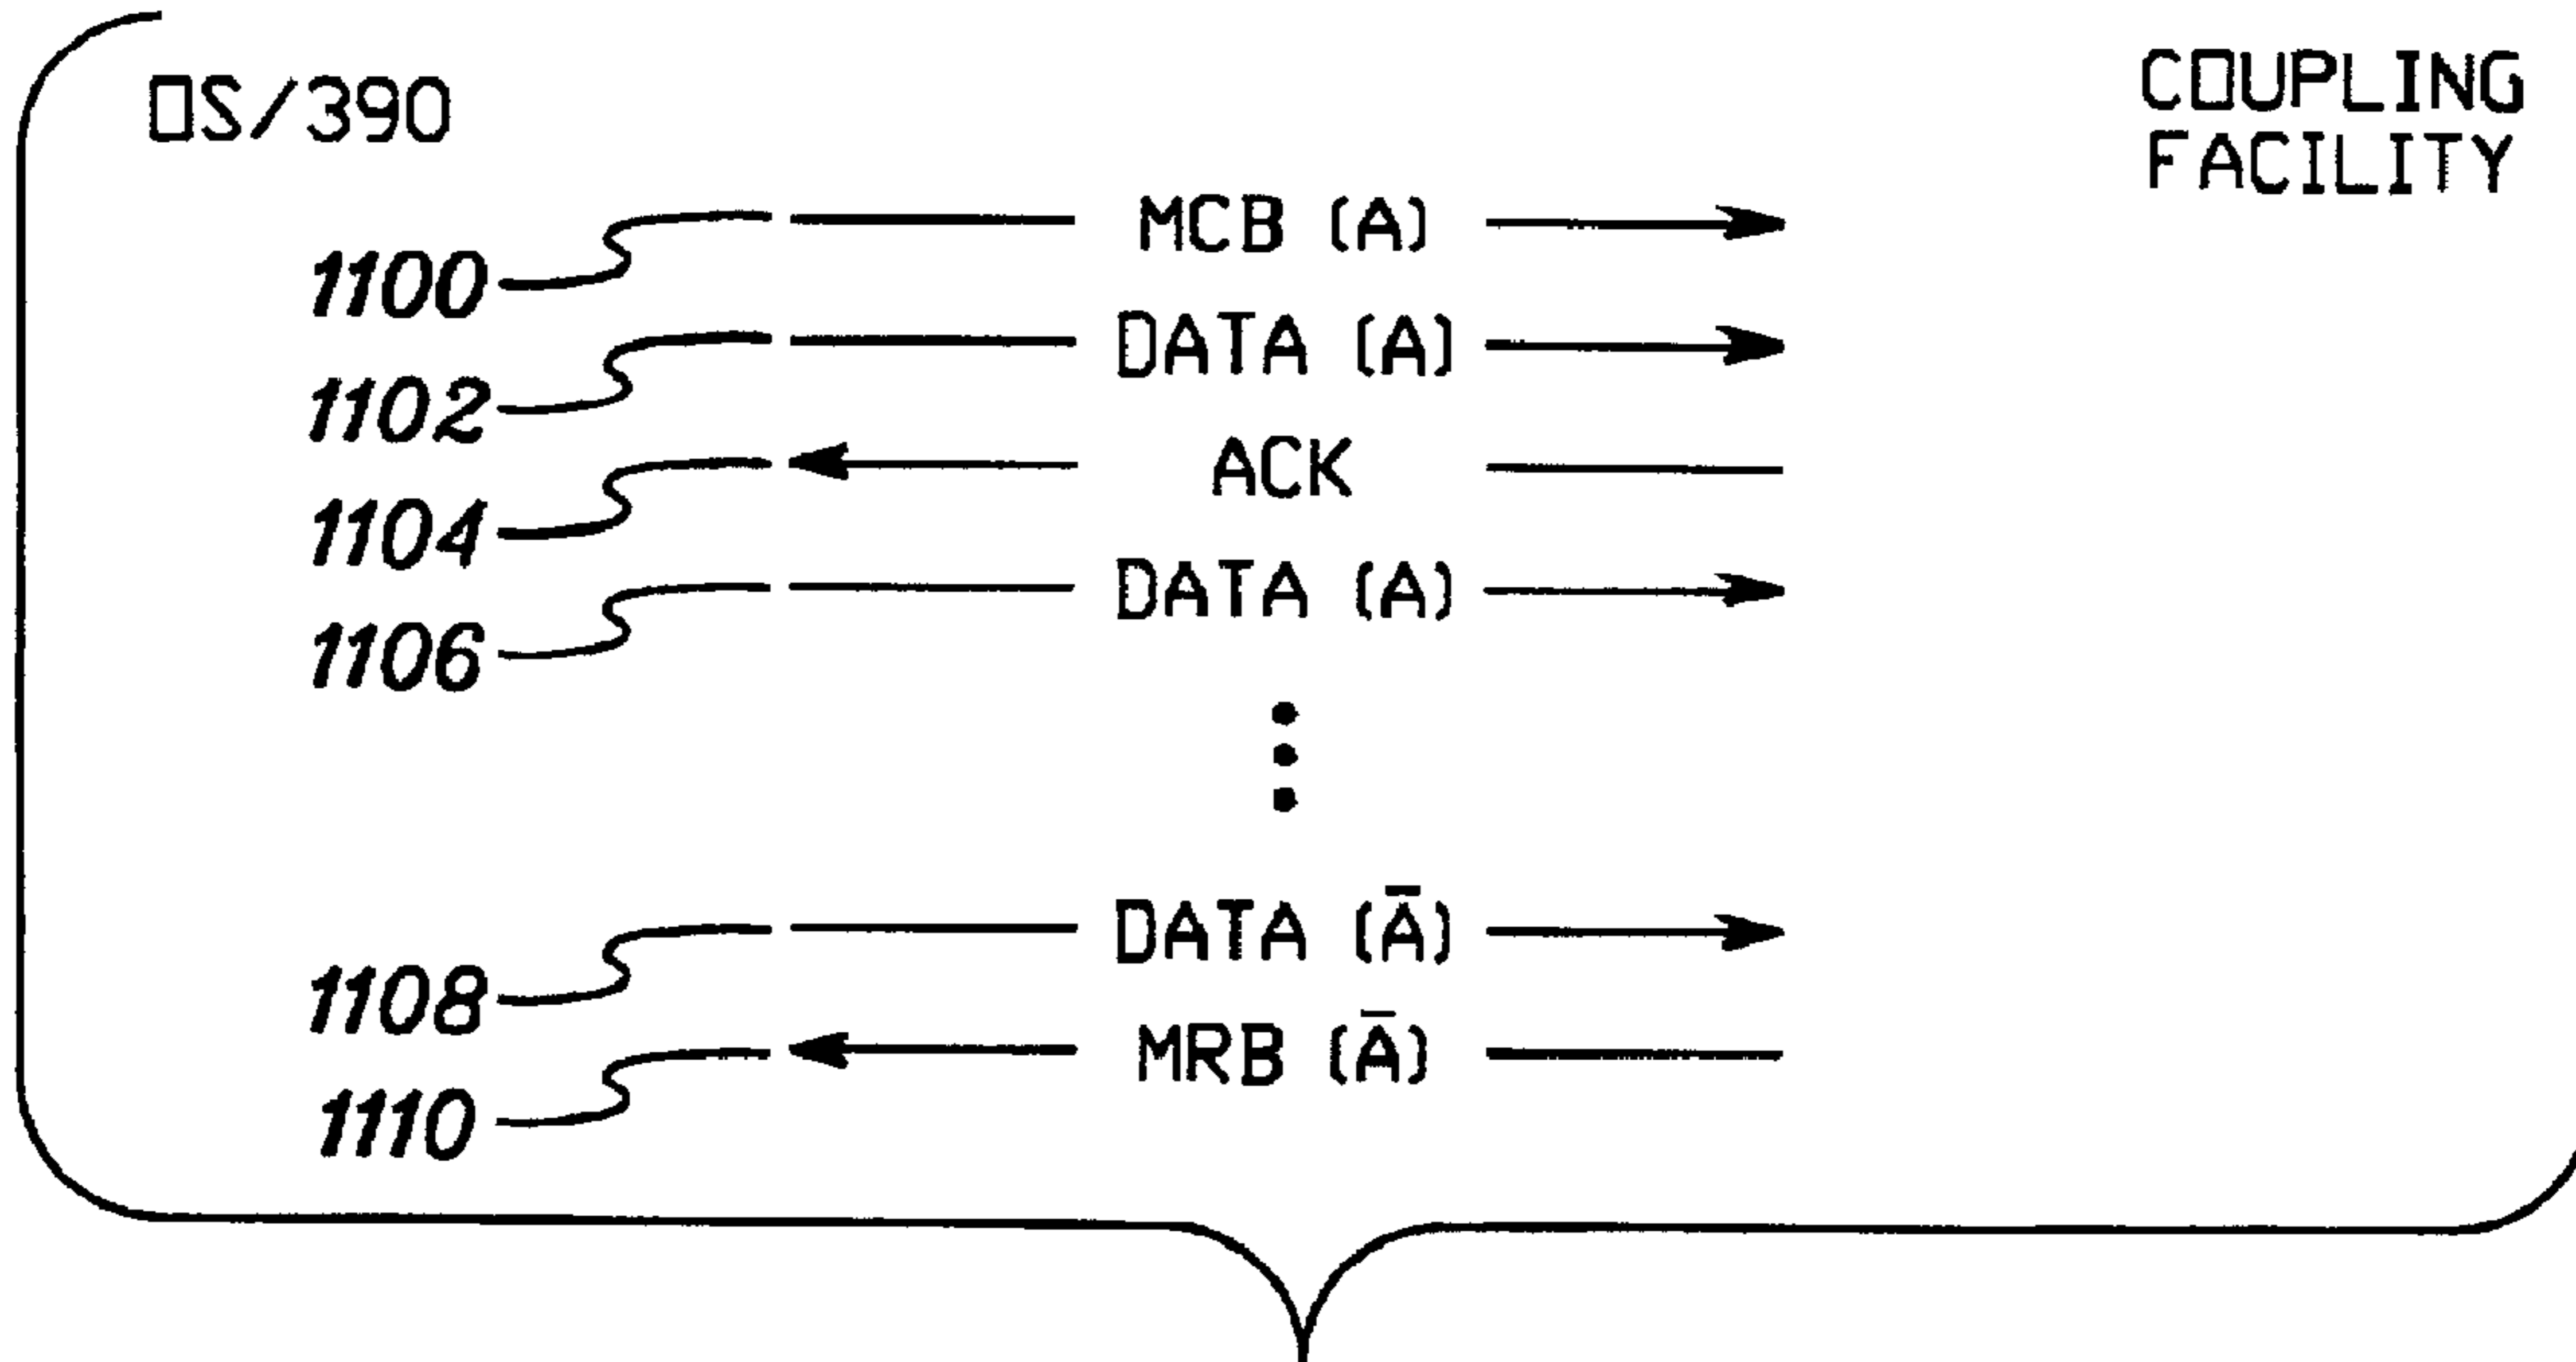 OS/390
COUPLING
FACILITY
MCB (A)
1100
DATA (A)
1102
ACK
1104
DATA (A)
1106
DATA (Ā)
1108
MRB (Ā)
1110